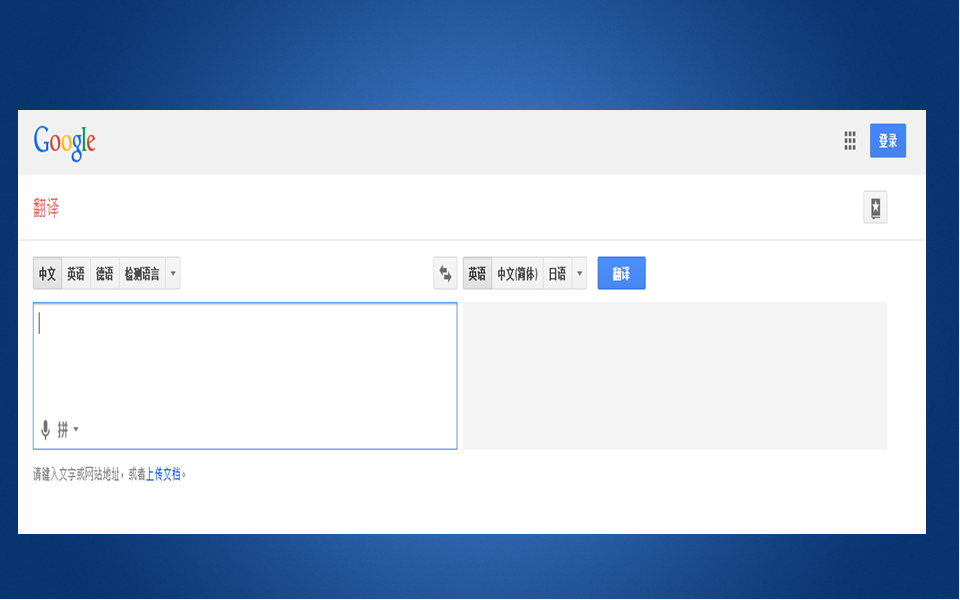 Google
登录
翻译
中文 英语 德语 检测语言 英语 中文(简体) 日语 翻译
拼
请键入文字或网站地址，或者上传文档。